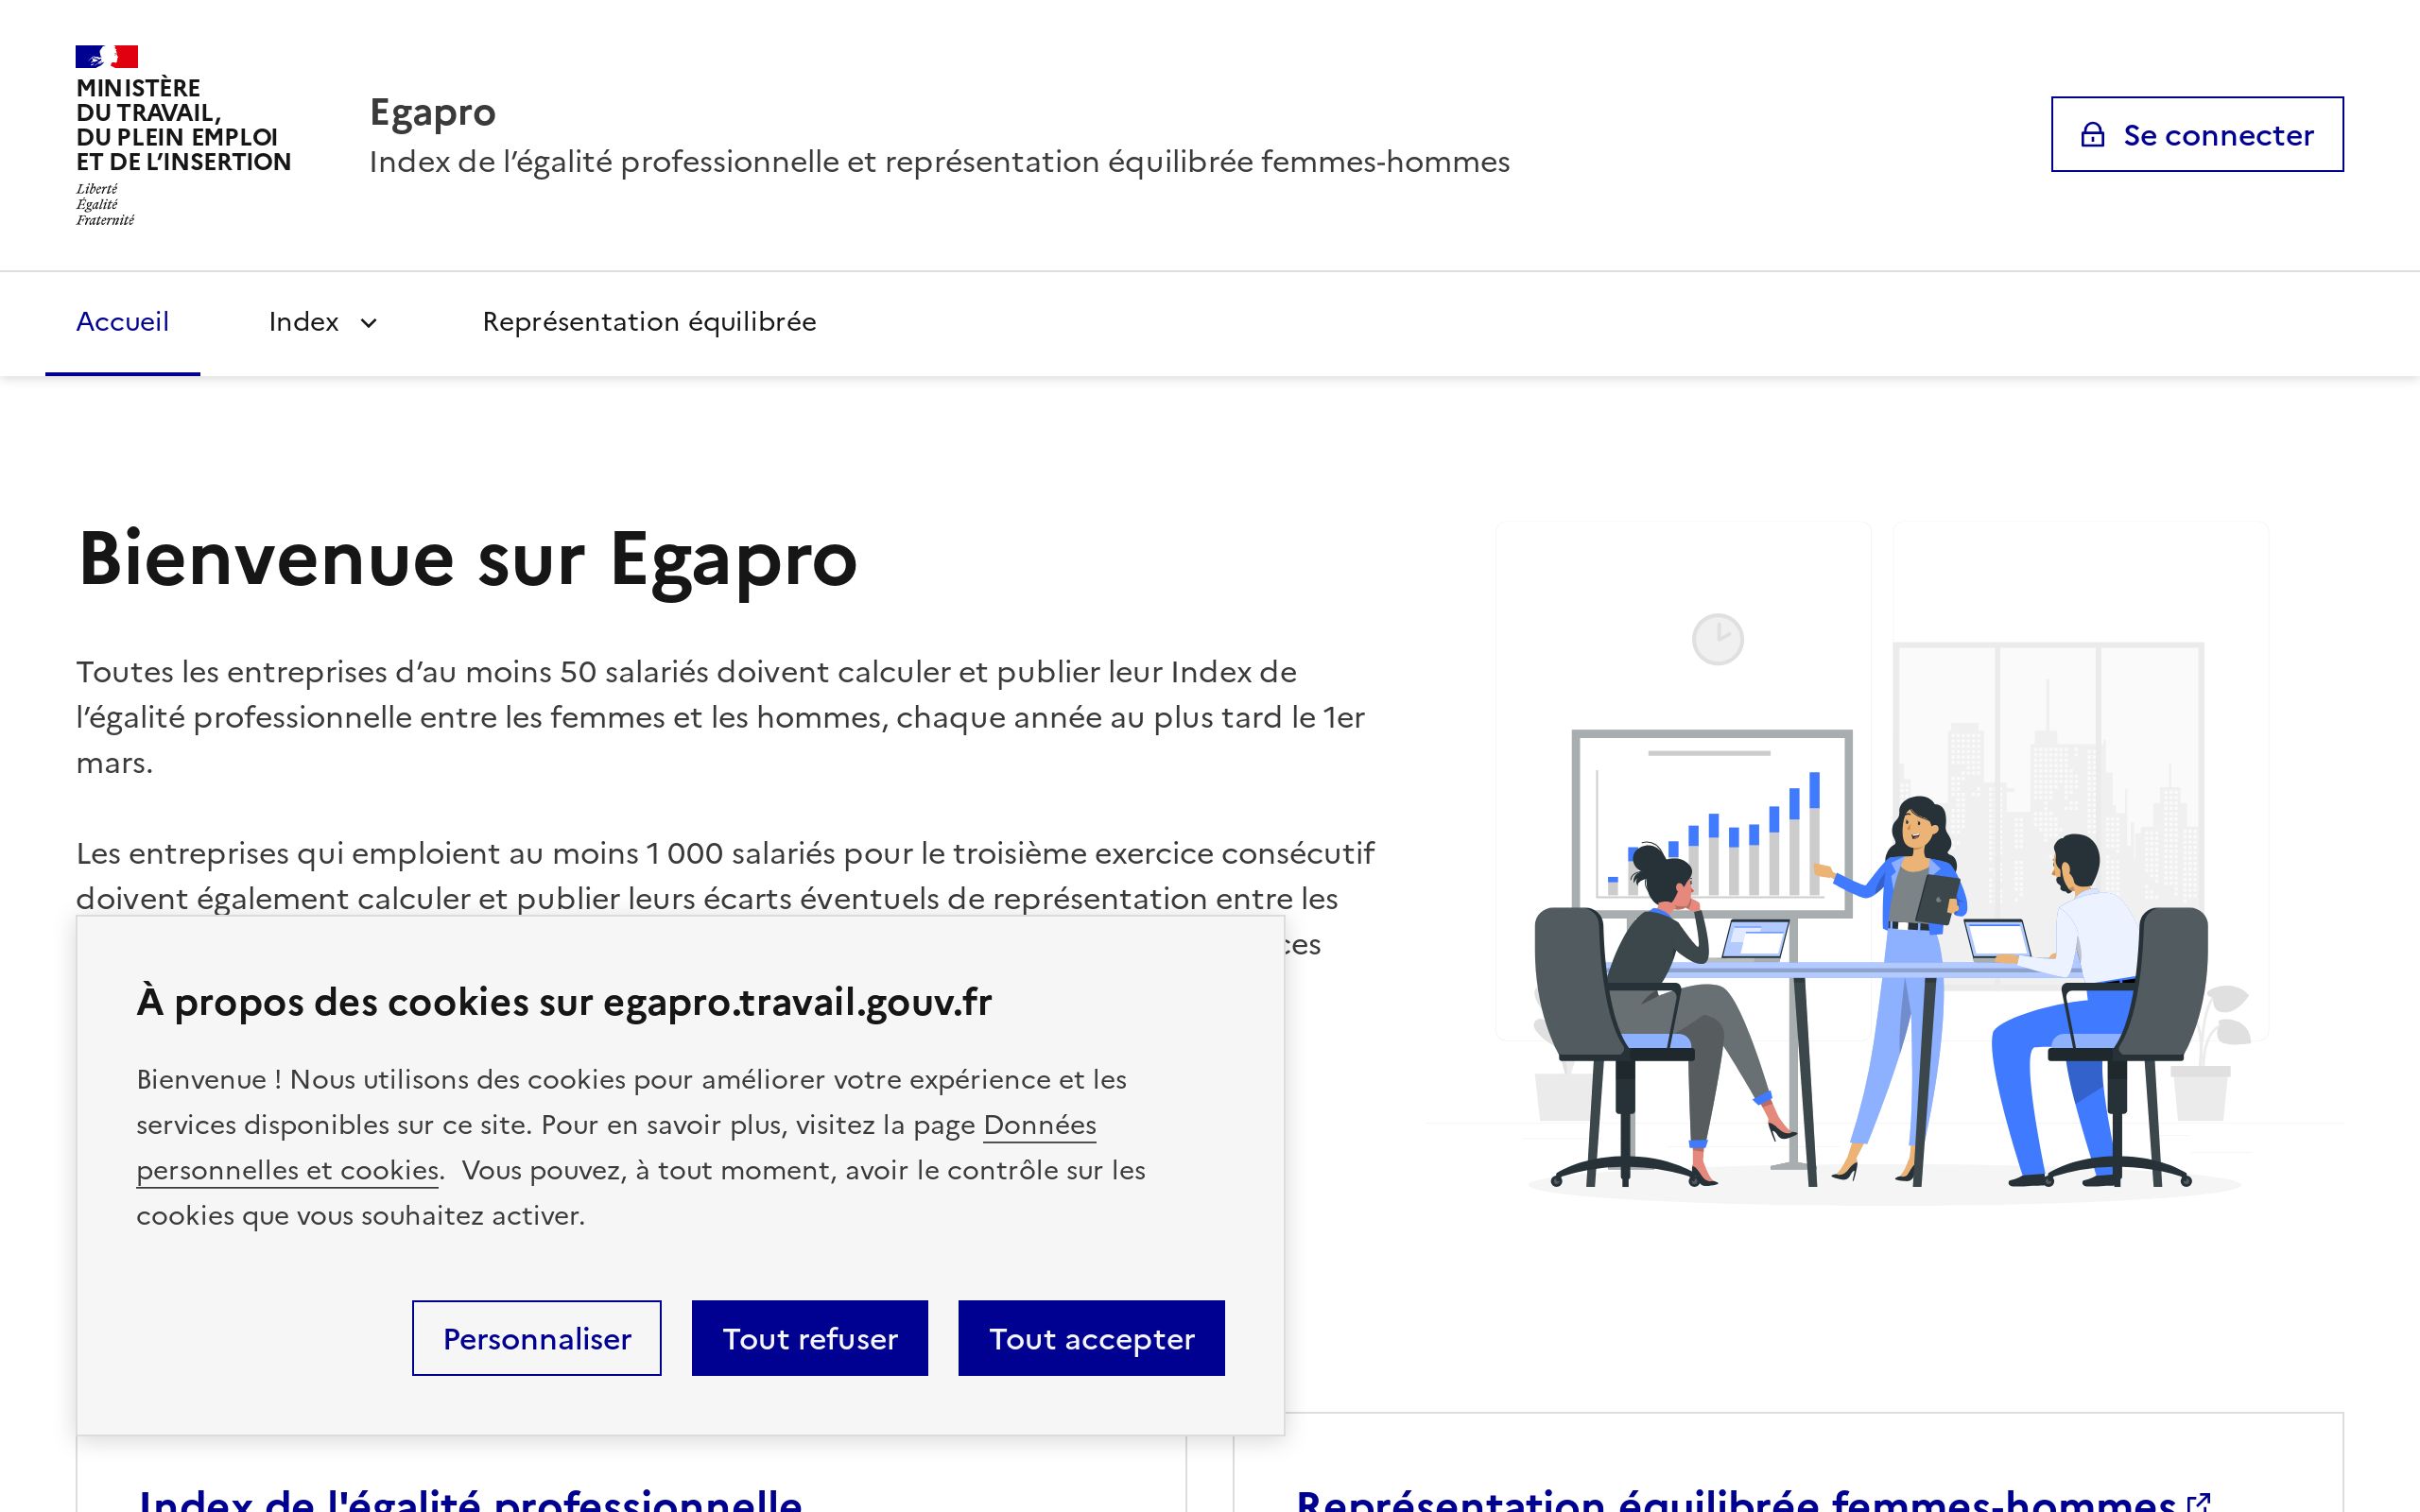 MINISTÈRE
DU TRAVAIL,
DU PLEIN EMPLOI
ET DE L’INSERTION
Liberté
Égalité
Fraternité
Egapro
Index de l’égalité professionnelle et représentation équilibrée femmes-hommes
Se connecter
Accueil
Index
Représentation équilibrée
Bienvenue sur Egapro
Toutes les entreprises d’au moins 50 salariés doivent calculer et publier leur Index de
l’égalité professionnelle entre les femmes et les hommes, chaque année au plus tard le 1er
mars.
Les entreprises qui emploient au moins 1 000 salariés pour le troisième exercice consécutif
doivent également calculer et publier leurs écarts éventuels de représentation entre les
À propos des cookies sur egapro.travail.gouv.fr
Bienvenue ! Nous utilisons des cookies pour améliorer votre expérience et les
services disponibles sur ce site. Pour en savoir plus, visitez la page Données
personnelles et cookies. Vous pouvez, à tout moment, avoir le contrôle sur les
cookies que vous souhaitez activer.
Personnaliser
Tout refuser
Tout accepter
Index de l'égalité professionnelle
Représentation équilibrée femmes-hommes